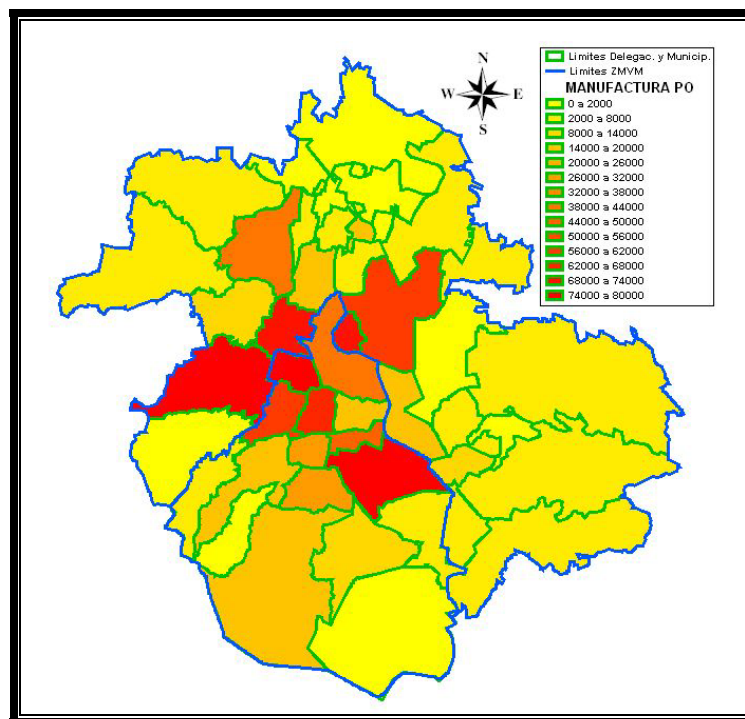 N
W E
S
Limites Delegac. y Municip.
Limites ZMVM
MANUFACTURA PO
0 a 2000
2000 a 8000
8000 a 14000
14000 a 20000
20000 a 26000
26000 a 32000
32000 a 38000
38000 a 44000
44000 a 50000
50000 a 56000
56000 a 62000
62000 a 68000
68000 a 74000
74000 a 80000